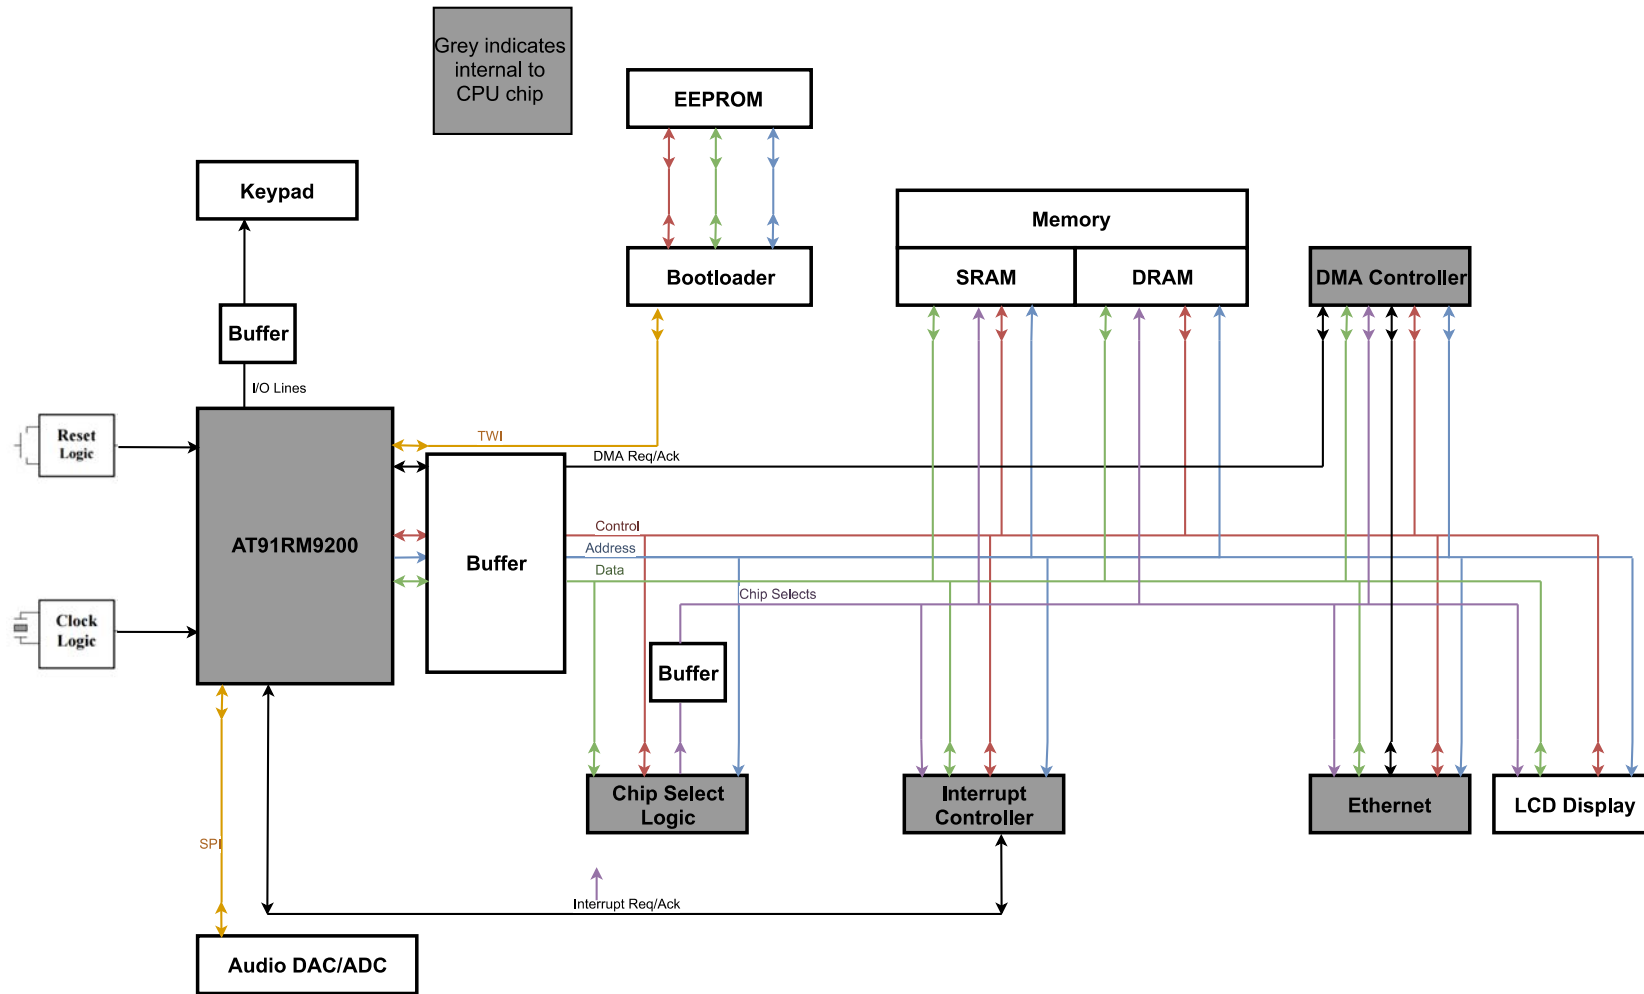 Grey indicates
internal to
CPU chip
EEPROM
Keypad
Memory
Bootloader
SRAM
DRAM
DMA Controller
Buffer
I/O Lines
Reset
Logic
TWI
DMA Req/Ack
Control
AT91RM9200
Address
Buffer
Data
Chip Selects
Clock
Logic
Buffer
Chip Select
Logic
Interrupt
Controller
Ethernet
LCD Display
SPI
Interrupt Req/Ack
Audio DAC/ADC